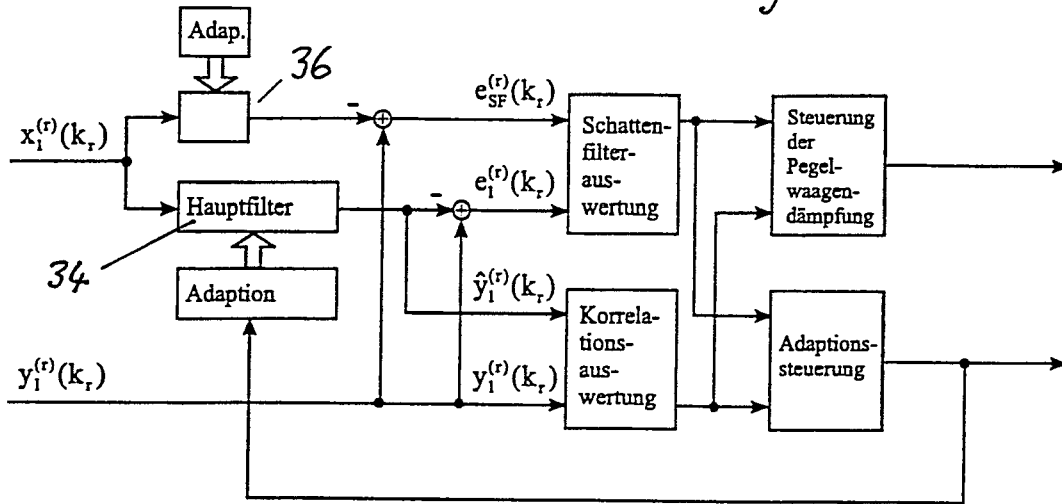 Adap.
36
x₁⁽ʳ⁾(kᵣ)
Hauptfilter
34
Adaption
y₁⁽ʳ⁾(kᵣ)
-
-
e_SF⁽ʳ⁾(kᵣ)
e₁⁽ʳ⁾(kᵣ)
ŷ₁⁽ʳ⁾(kᵣ)
y₁⁽ʳ⁾(kᵣ)
Schatten-
filter-
aus-
wertung
Korrela-
tions-
aus-
wertung
Steuerung
der
Pegel-
waagen-
dämpfung
Adaptions-
steuerung